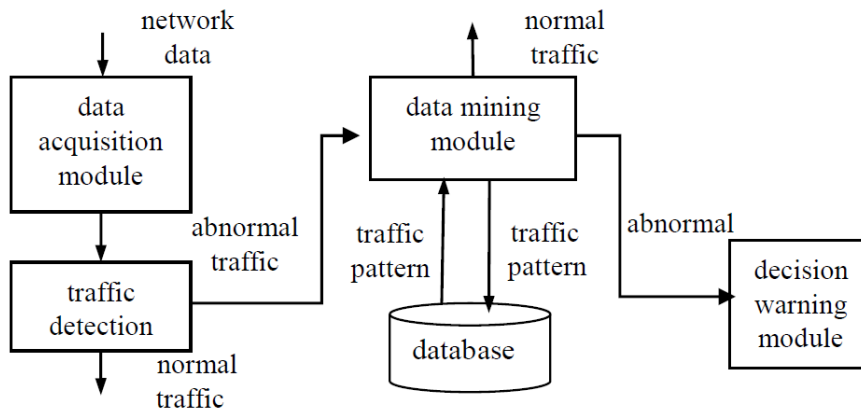 network
data
data
acquisition
module
abnormal
traffic
traffic
detection
normal
traffic
normal
traffic
data mining
module
traffic
pattern
traffic
pattern
database
abnormal
decision
warning
module